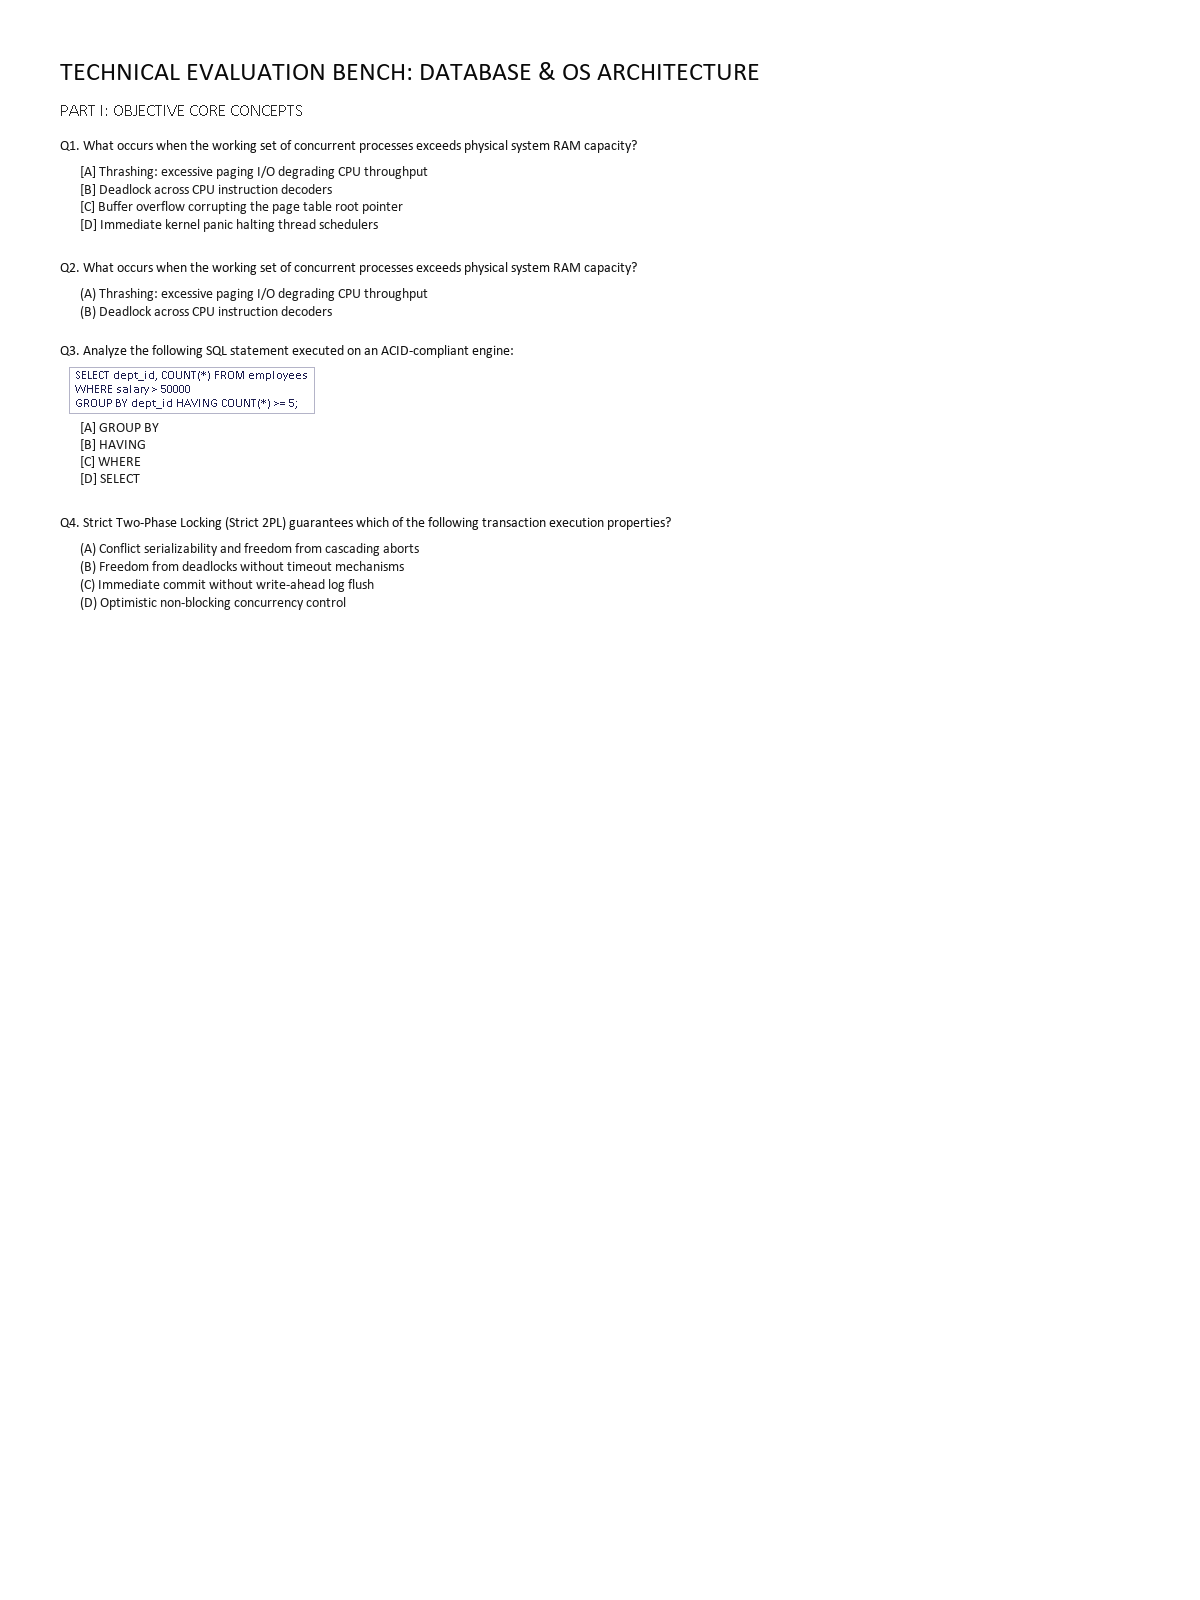 TECHNICAL EVALUATION BENCH: DATABASE & OS ARCHITECTURE
PART I: OBJECTIVE CORE CONCEPTS
Q1. What occurs when the working set of concurrent processes exceeds physical system RAM capacity?
[A] Thrashing: excessive paging I/O degrading CPU throughput
[B] Deadlock across CPU instruction decoders
[C] Buffer overflow corrupting the page table root pointer
[D] Immediate kernel panic halting thread schedulers
Q2. What occurs when the working set of concurrent processes exceeds physical system RAM capacity?
(A) Thrashing: excessive paging I/O degrading CPU throughput
(B) Deadlock across CPU instruction decoders
Q3. Analyze the following SQL statement executed on an ACID-compliant engine:
SELECT dept_id, COUNT(*) FROM employees
WHERE salary > 50000
GROUP BY dept_id HAVING COUNT(*) >= 5;
[A] GROUP BY
[B] HAVING
[C] WHERE
[D] SELECT
Q4. Strict Two-Phase Locking (Strict 2PL) guarantees which of the following transaction execution properties?
(A) Conflict serializability and freedom from cascading aborts
(B) Freedom from deadlocks without timeout mechanisms
(C) Immediate commit without write-ahead log flush
(D) Optimistic non-blocking concurrency control